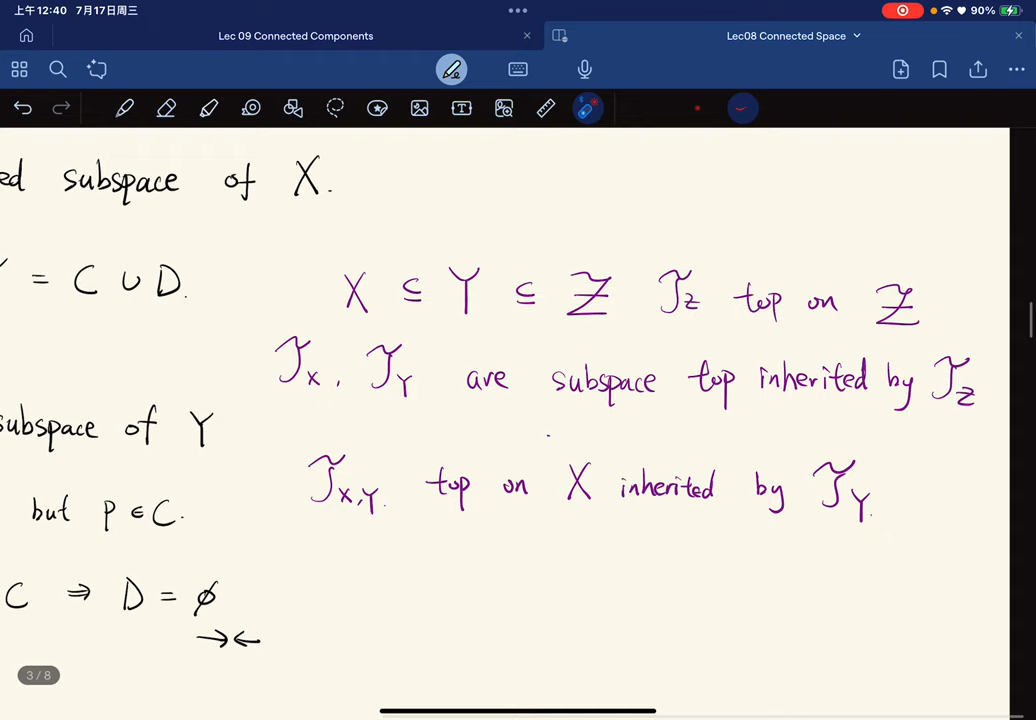 上午12:40 7月17日周三
90%
Lec 09 Connected Components
Lec08 Connected Space
ed subspace of X.
Y = C ∪ D.
X ⊆ Y ⊆ Z 𝒯_Z top on Z
𝒯_X, 𝒯_Y are subspace top inherited by 𝒯_Z
subspace of Y
𝒯_X,Y top on X inherited by 𝒯_Y.
but p ∈ C.
C ⇒ D = ∅
→←
3 / 8